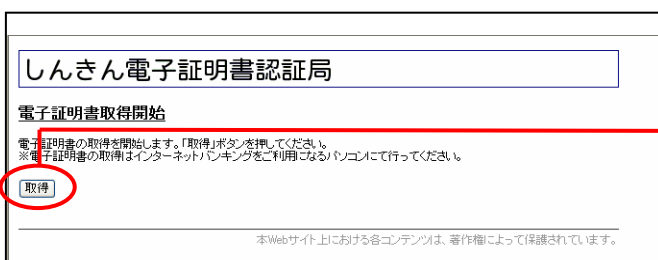 しんきん電子証明書認証局
電子証明書取得開始
電子証明書の取得を開始します。「取得」ボタンを押してください。
※電子証明書の取得はインターネットバンキングをご利用になるパソコンにて行ってください。
取得
本Webサイト上における各コンテンツは、著作権によって保護されています。